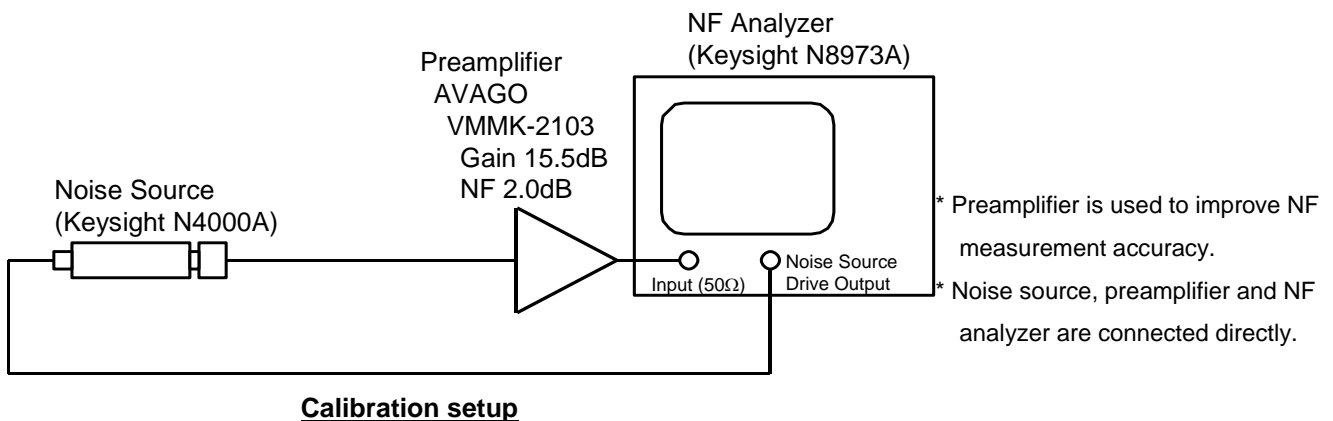 NF Analyzer
(Keysight N8973A)
Preamplifier
AVAGO
VMMK-2103
Gain 15.5dB
NF 2.0dB
Noise Source
(Keysight N4000A)
Input (50Ω)
Noise Source
Drive Output
* Preamplifier is used to improve NF
measurement accuracy.
* Noise source, preamplifier and NF
analyzer are connected directly.
Calibration setup